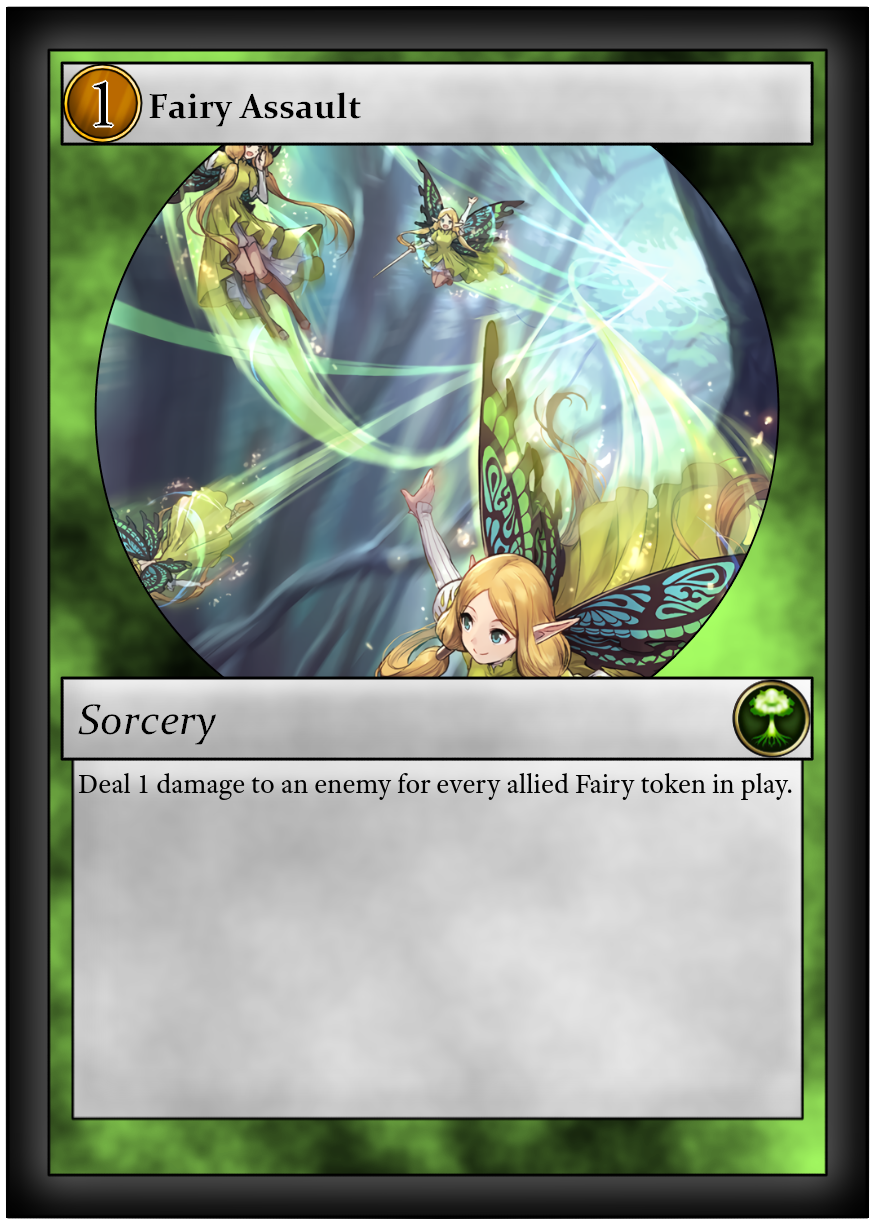 1 Fairy Assault
Sorcery
Deal 1 damage to an enemy for every allied Fairy token in play.